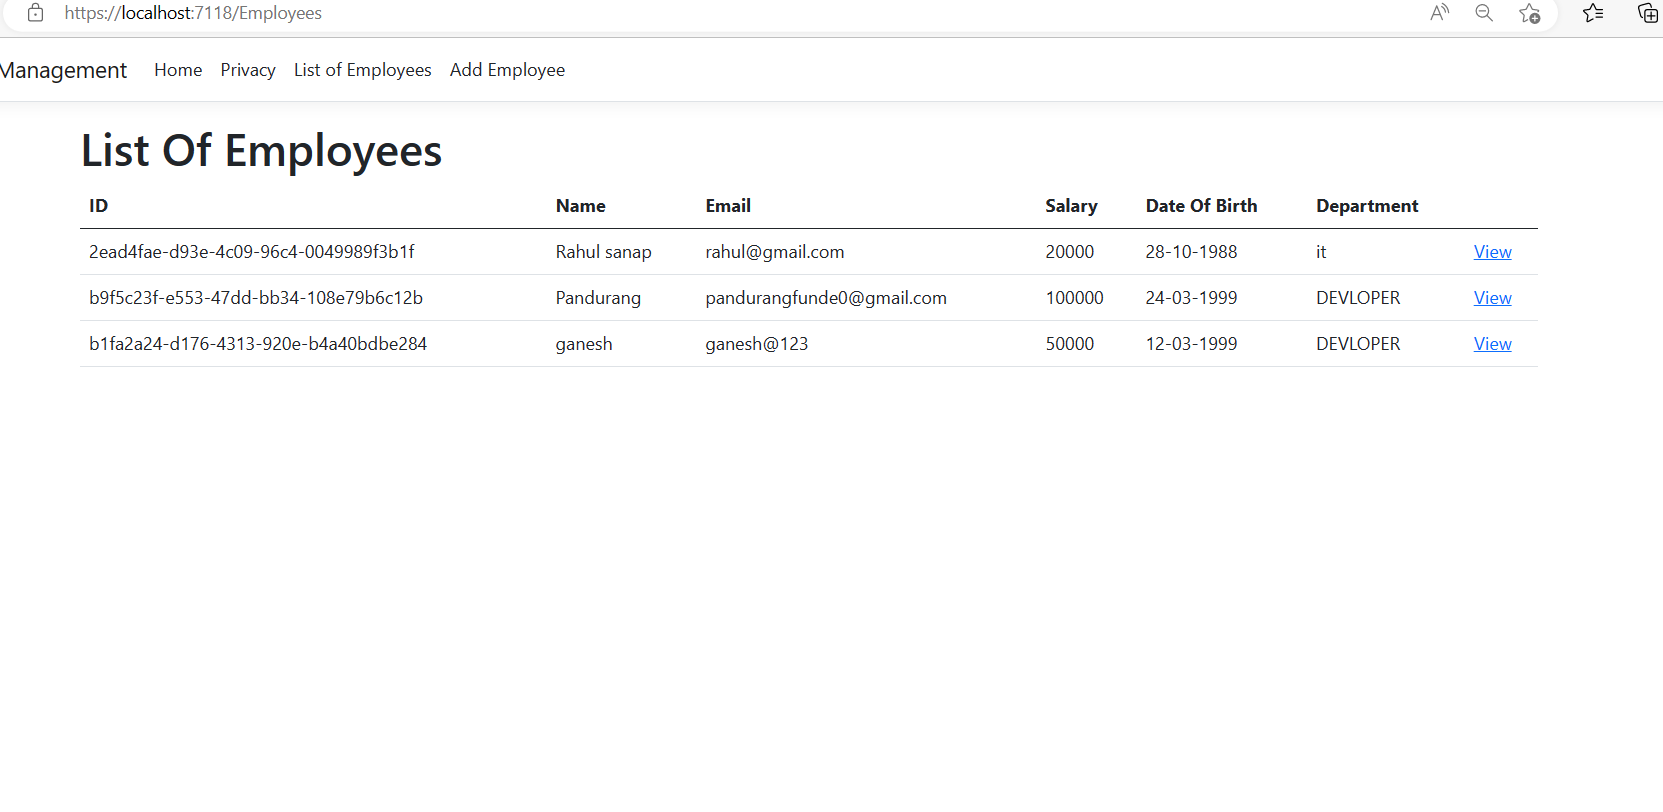 https://localhost:7118/Employees
Management Home Privacy List of Employees Add Employee
List Of Employees
ID Name Email Salary Date Of Birth Department
2ead4fae-d93e-4c09-96c4-0049989f3b1f Rahul sanap rahul@gmail.com 20000 28-10-1988 it View
b9f5c23f-e553-47dd-bb34-108e79b6c12b Pandurang pandurangfunde0@gmail.com 100000 24-03-1999 DEVLOPER View
b1fa2a24-d176-4313-920e-b4a40bdbe284 ganesh ganesh@123 50000 12-03-1999 DEVLOPER View